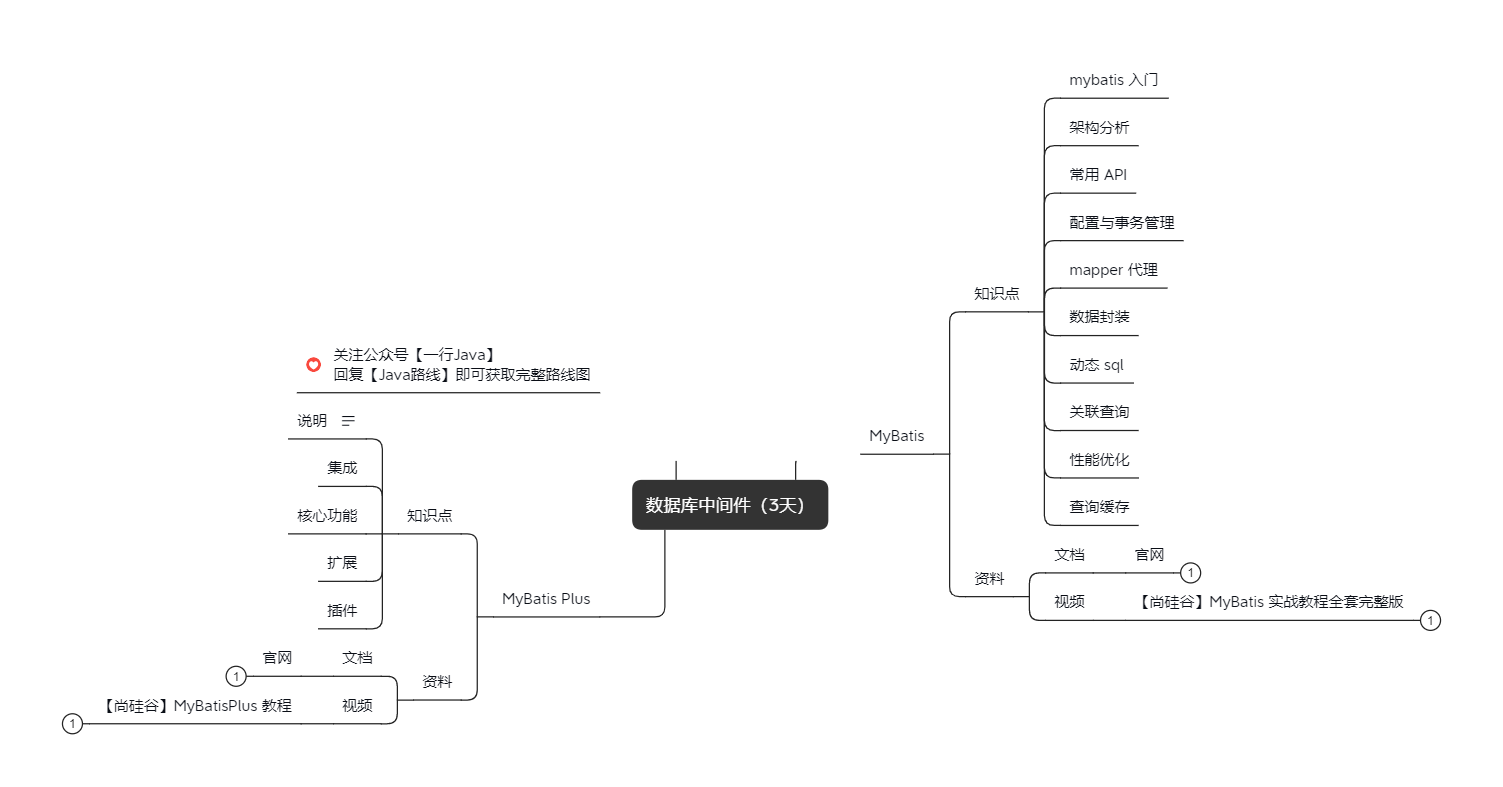 数据库中间件（3天）
MyBatis
知识点
mybatis 入门
架构分析
常用 API
配置与事务管理
mapper 代理
数据封装
动态 sql
关联查询
性能优化
查询缓存
资料
文档
官网
1
视频
【尚硅谷】MyBatis 实战教程全套完整版
1
MyBatis Plus
知识点
说明
集成
核心功能
扩展
插件
资料
文档
官网
1
视频
【尚硅谷】MyBatisPlus 教程
1
关注公众号【一行Java】
回复【Java路线】即可获取完整路线图